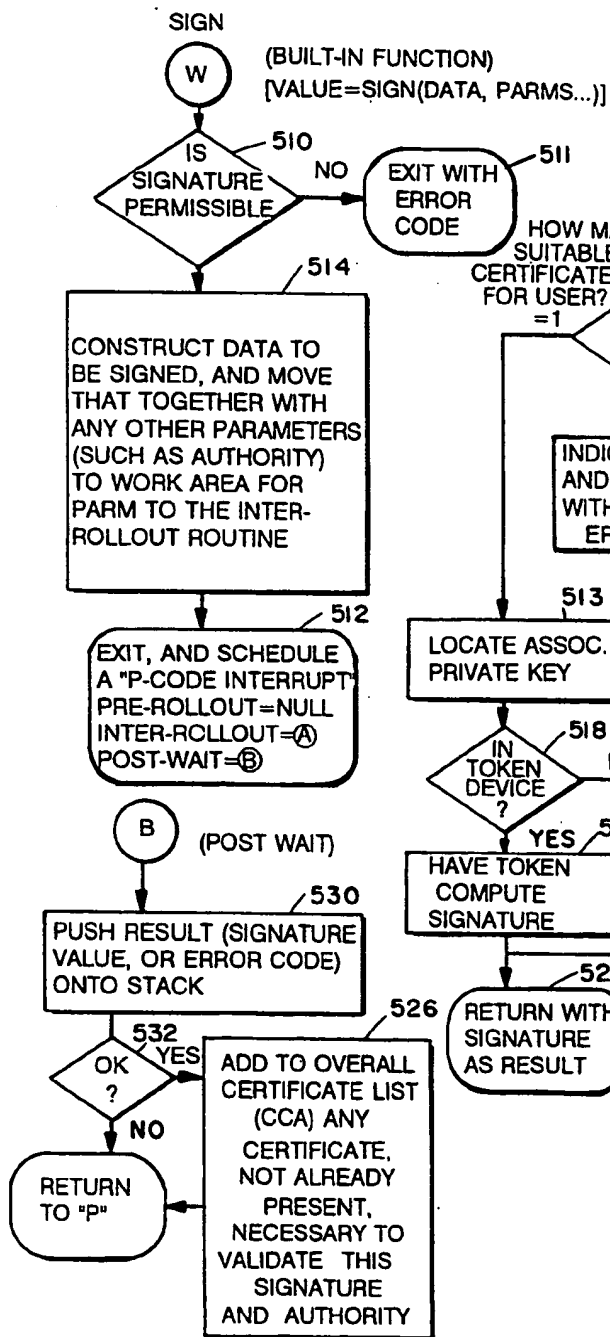 SIGN
W
(BUILT-IN FUNCTION)
[VALUE=SIGN(DATA, PARMS...)]
510
IS
SIGNATURE
PERMISSIBLE
NO
511
EXIT WITH
ERROR
CODE
514
CONSTRUCT DATA TO
BE SIGNED, AND MOVE
THAT TOGETHER WITH
ANY OTHER PARAMETERS
(SUCH AS AUTHORITY)
TO WORK AREA FOR
PARM TO THE INTER-
ROLLOUT ROUTINE
512
EXIT, AND SCHEDULE
A "P-CODE INTERRUPT"
PRE-ROLLOUT=NULL
INTER-ROLLOUT=Ⓐ
POST-WAIT=Ⓑ
B
(POST WAIT)
530
PUSH RESULT (SIGNATURE
VALUE, OR ERROR CODE)
ONTO STACK
532
OK
?
YES
NO
RETURN
TO "P"
526
ADD TO OVERALL
CERTIFICATE LIST
(CCA) ANY
CERTIFICATE,
NOT ALREADY
PRESENT,
NECESSARY TO
VALIDATE THIS
SIGNATURE
AND AUTHORITY
HOW
SUITABLE
CERTIFICATE
FOR USER?
=1
AND
WITH
513
LOCATE ASSOC.
PRIVATE KEY
518
IN
TOKEN
DEVICE
?
YES
HAVE TOKEN
COMPUTE
SIGNATURE
RETURN WITH
SIGNATURE
AS RESULT